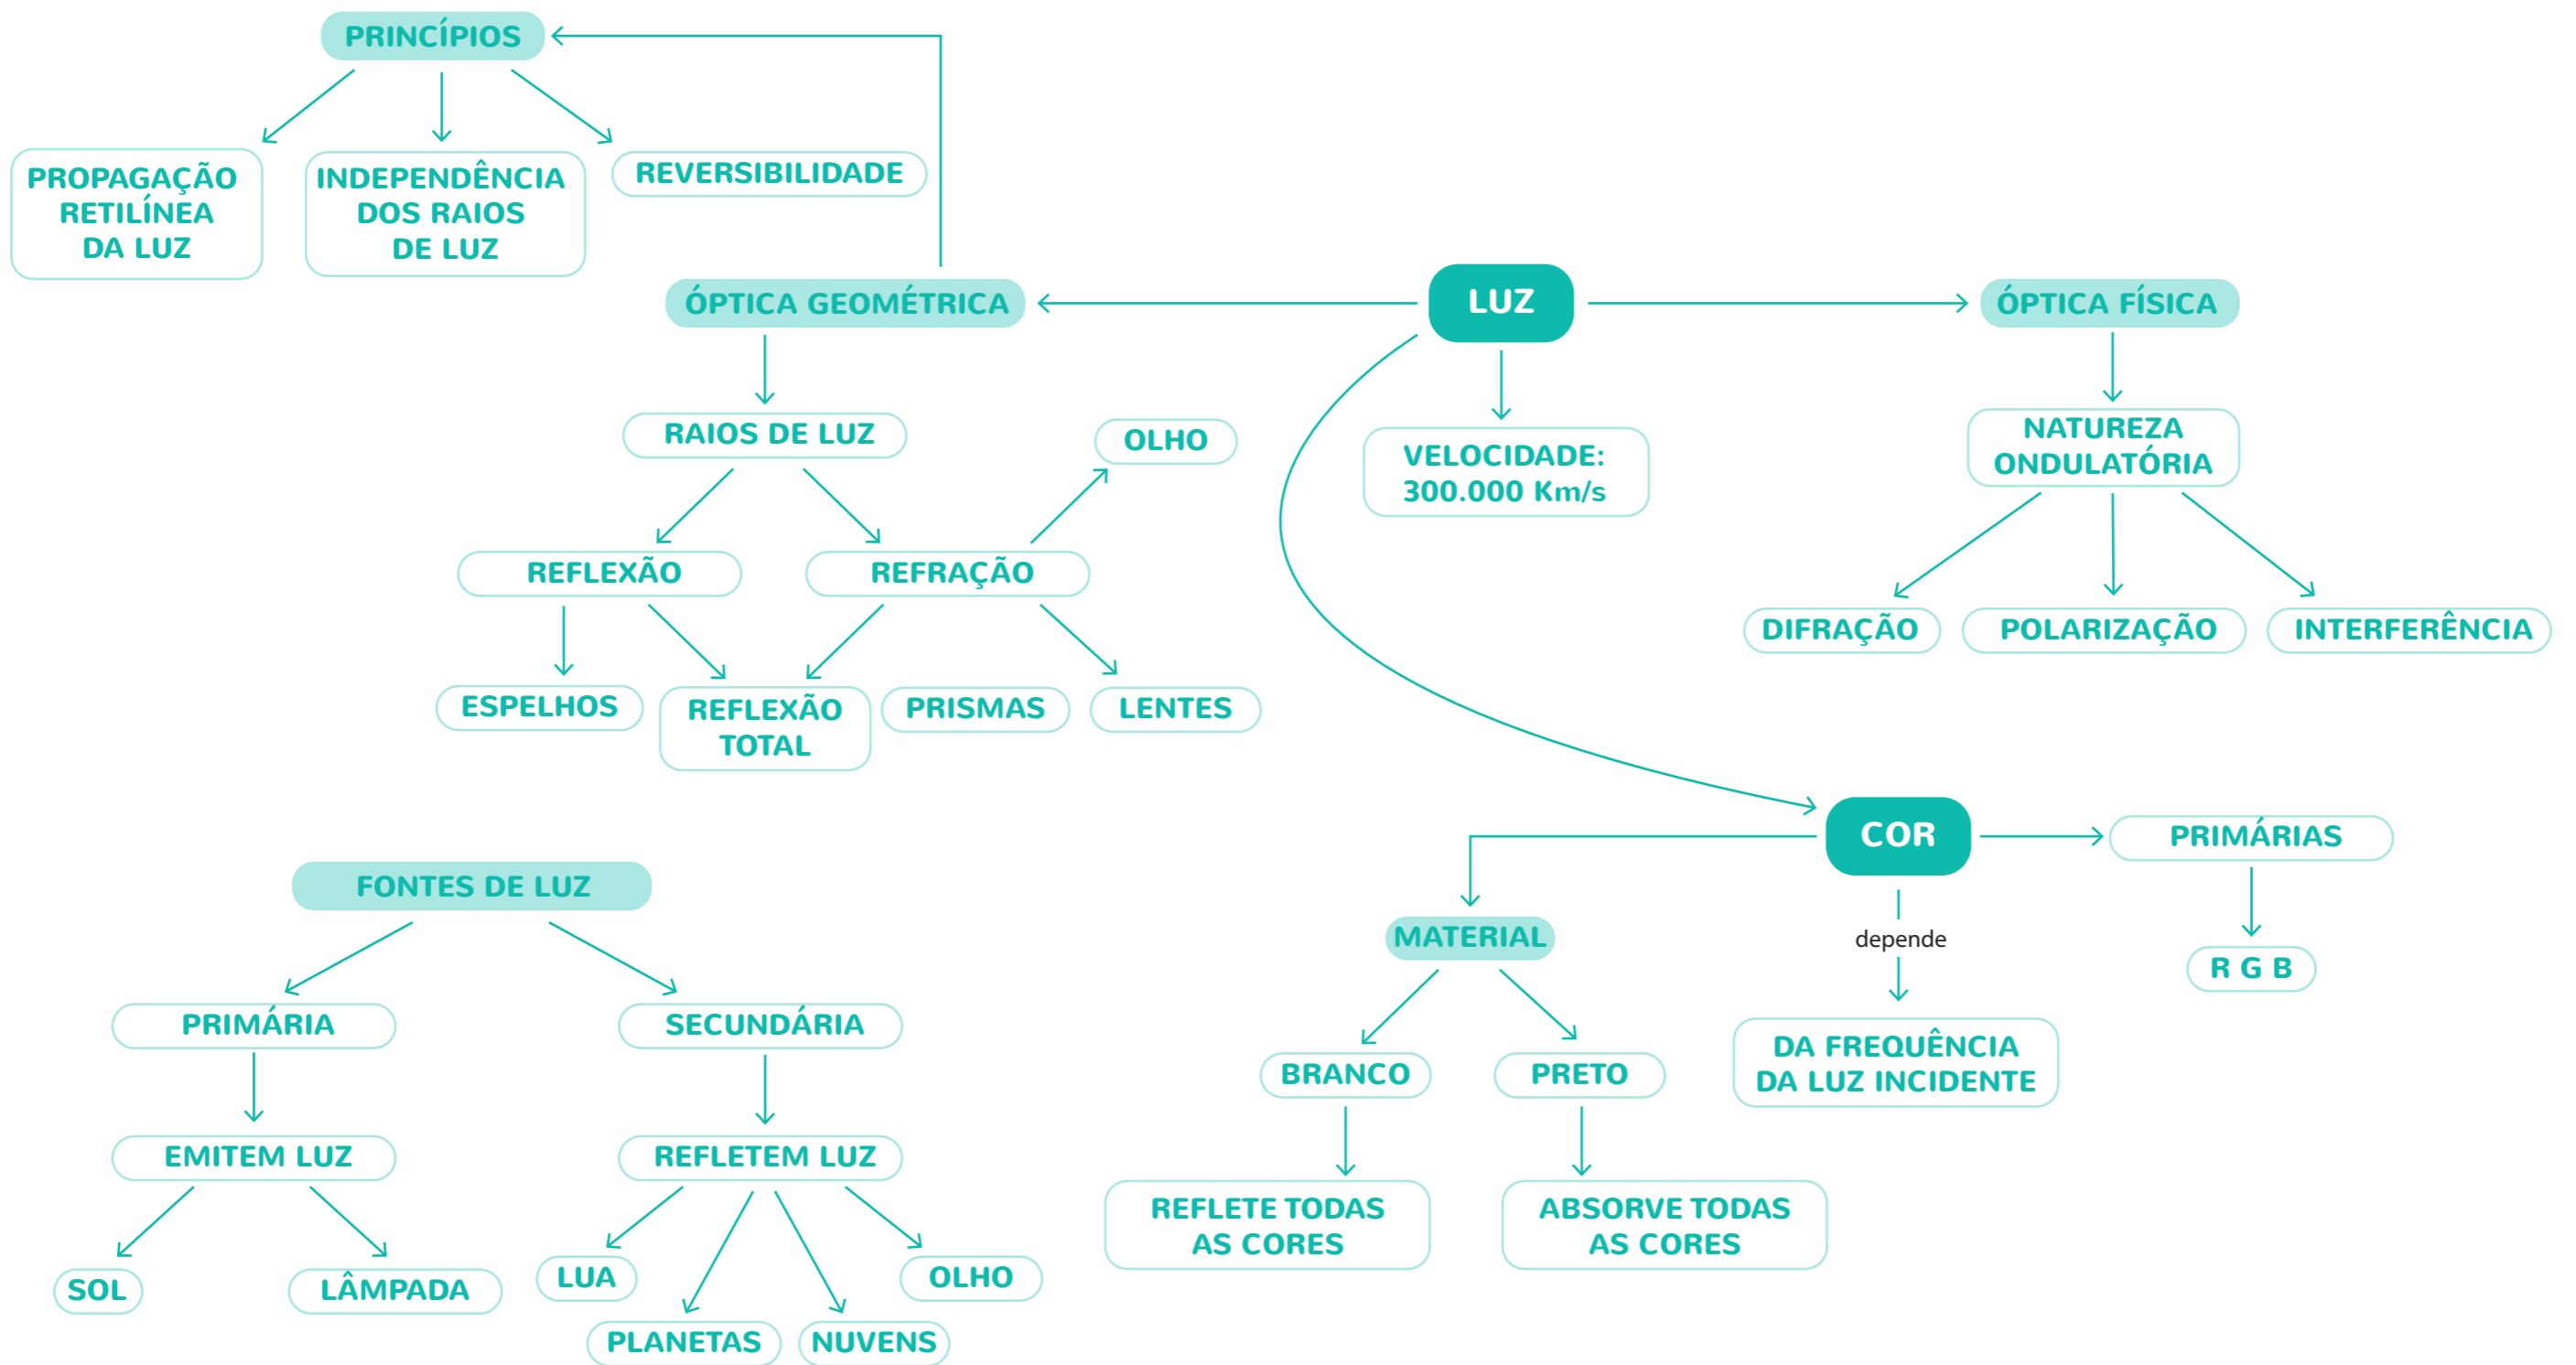 PRINCÍPIOS
PROPAGAÇÃO
RETILÍNEA
DA LUZ
INDEPENDÊNCIA
DOS RAIOS
DE LUZ
REVERSIBILIDADE
ÓPTICA GEOMÉTRICA
LUZ
ÓPTICA FÍSICA
RAIOS DE LUZ
OLHO
VELOCIDADE:
300.000 Km/s
NATUREZA
ONDULATÓRIA
REFLEXÃO
REFRAÇÃO
DIFRAÇÃO
POLARIZAÇÃO
INTERFERÊNCIA
ESPELHOS
REFLEXÃO
TOTAL
PRISMAS
LENTES
COR
PRIMÁRIAS
R G B
MATERIAL
depende
DA FREQUÊNCIA
DA LUZ INCIDENTE
BRANCO
PRETO
REFLETE TODAS
AS CORES
ABSORVE TODAS
AS CORES
FONTES DE LUZ
PRIMÁRIA
SECUNDÁRIA
EMITEM LUZ
REFLETEM LUZ
SOL
LÂMPADA
LUA
OLHO
PLANETAS
NUVENS